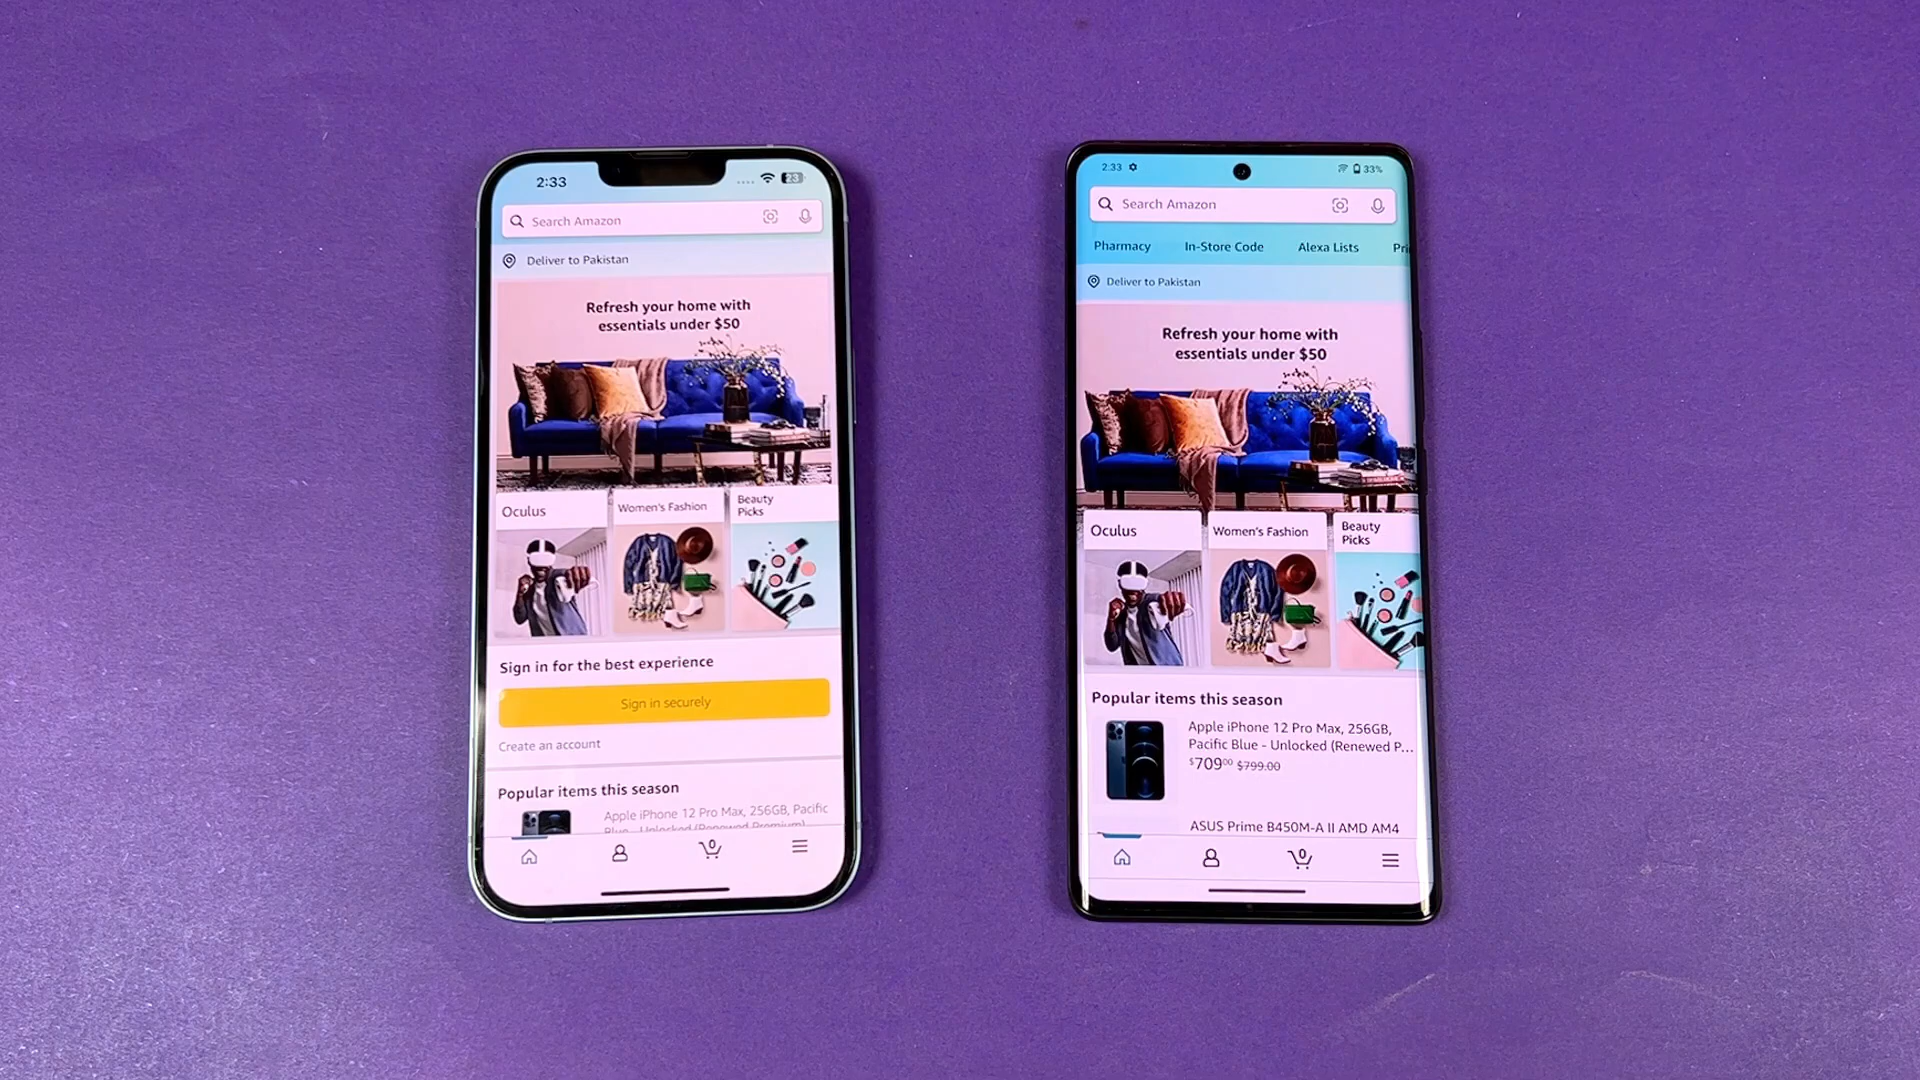 2:33
23
Search Amazon
Deliver to Pakistan
Refresh your home with
essentials under $50
Oculus
Women's Fashion
Beauty
Picks
Sign in for the best experience
Sign in securely
Create an account
Popular items this season
Apple iPhone 12 Pro Max, 256GB, Pacific
Blue - Unlocked (Renewed Premium)
0
2:33
33%
Search Amazon
Pharmacy In-Store Code Alexa Lists Pri
Deliver to Pakistan
Refresh your home with
essentials under $50
Oculus
Women's Fashion
Beauty
Picks
Popular items this season
Apple iPhone 12 Pro Max, 256GB,
Pacific Blue - Unlocked (Renewed P...
$70900 $799.00
ASUS Prime B450M-A II AMD AM4
0